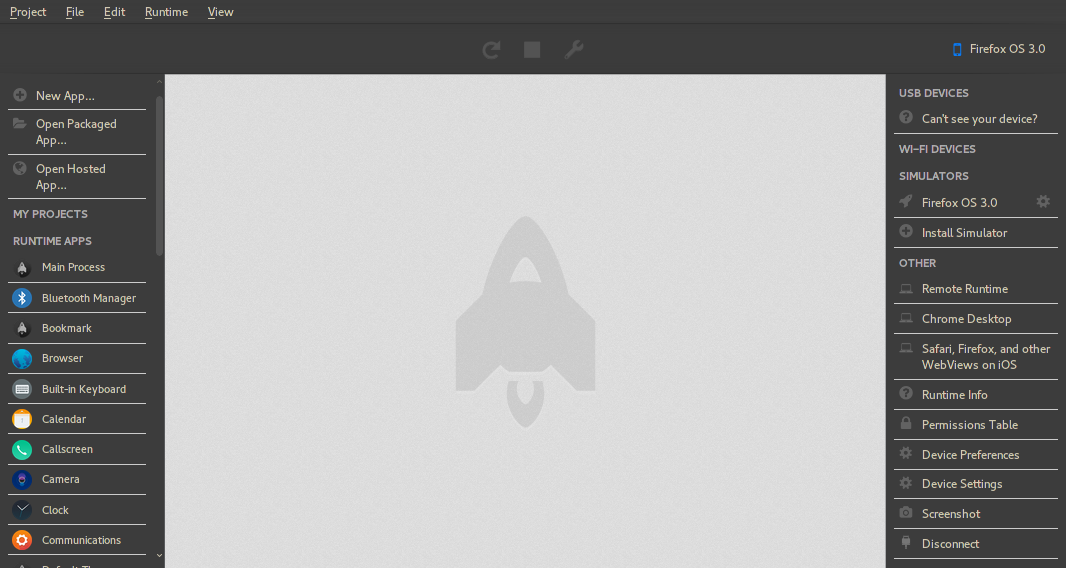 Project File Edit Runtime View
Firefox OS 3.0
New App...
Open Packaged
App...
Open Hosted
App...
MY PROJECTS
RUNTIME APPS
Main Process
Bluetooth Manager
Bookmark
Browser
Built-in Keyboard
Calendar
Callscreen
Camera
Clock
Communications
USB DEVICES
Can't see your device?
WI-FI DEVICES
SIMULATORS
Firefox OS 3.0
Install Simulator
OTHER
Remote Runtime
Chrome Desktop
Safari, Firefox, and other
WebViews on iOS
Runtime Info
Permissions Table
Device Preferences
Device Settings
Screenshot
Disconnect